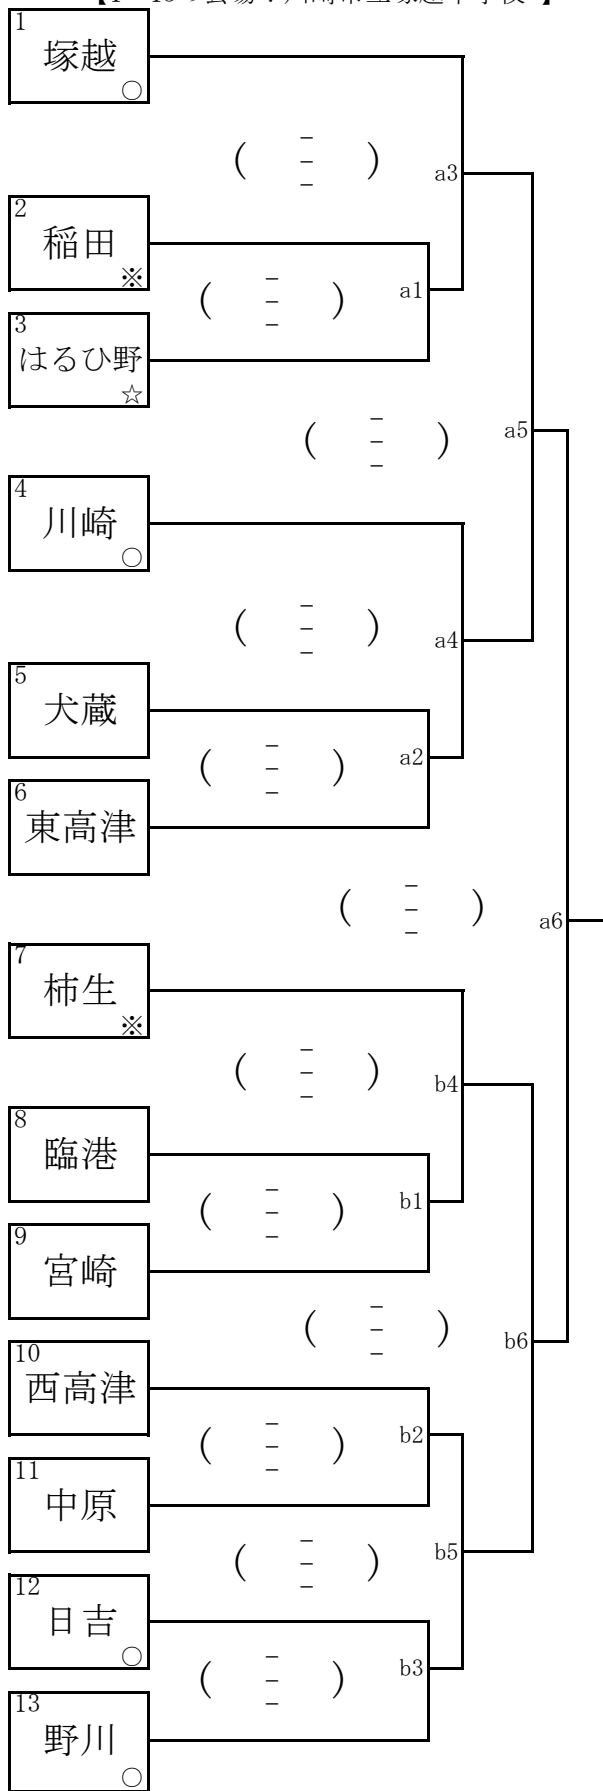 1
塚越
○
( - - - )
a3
2
稲田
※
( - - - )
a1
3
はるひ野
☆
( - - - )
a5
4
川崎
○
( - - - )
a4
5
犬蔵
( - - - )
a2
6
東高津
( - - - )
a6
7
柿生
※
( - - - )
b4
8
臨港
( - - - )
b1
9
宮崎
( - - - )
b6
10
西高津
( - - - )
b2
11
中原
( - - - )
b5
12
日吉
○
( - - - )
b3
13
野川
○